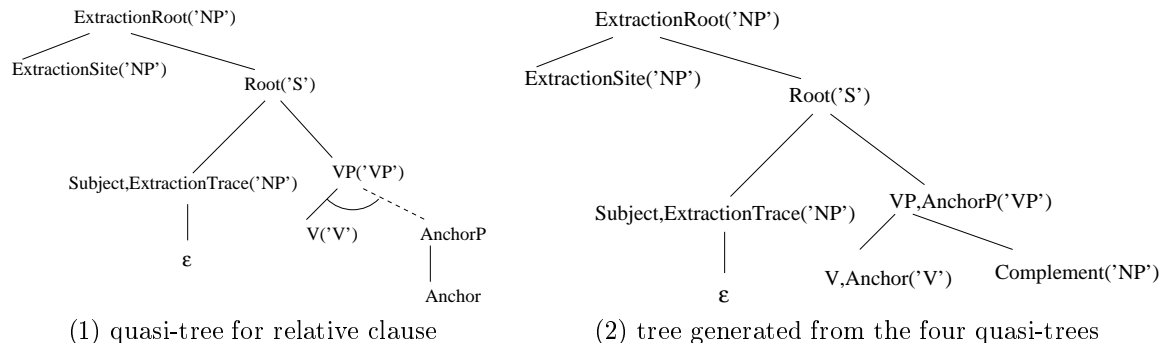 ExtractionRoot('NP')
ExtractionSite('NP')
Root('S')
Subject,ExtractionTrace('NP')
VP('VP')
V('V')
AnchorP
ε
Anchor
(1) quasi-tree for relative clause
ExtractionRoot('NP')
ExtractionSite('NP')
Root('S')
Subject,ExtractionTrace('NP')
VP,AnchorP('VP')
V,Anchor('V')
Complement('NP')
ε
(2) tree generated from the four quasi-trees